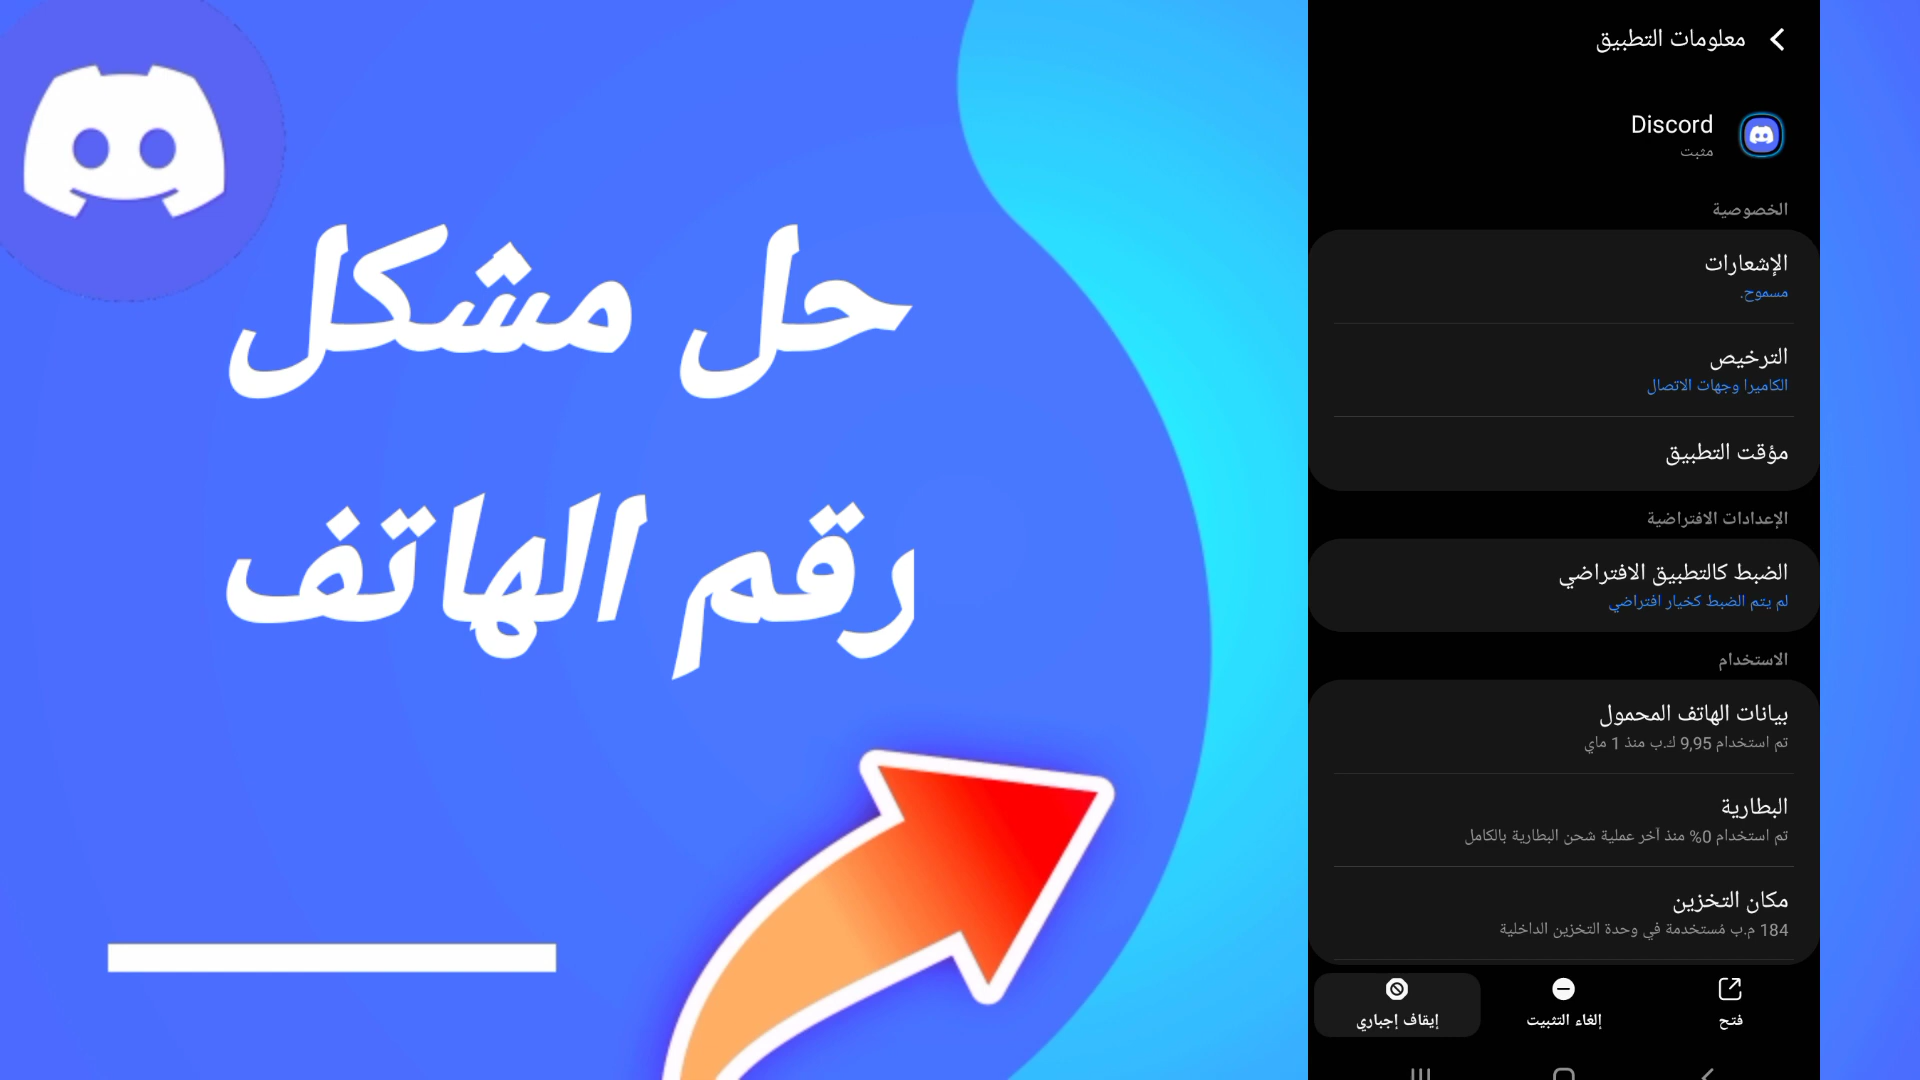 حل مشكل
رقم الهاتف
معلومات التطبيق
Discord
مثبت
الخصوصية
الإشعارات
مسموح.
الترخيص
الكاميرا وجهات الاتصال
مؤقت التطبيق
الإعدادات الافتراضية
الضبط كالتطبيق الافتراضي
لم يتم الضبط كخيار افتراضي
الاستخدام
بيانات الهاتف المحمول
تم استخدام 9,95 ك.ب منذ 1 ماي
البطارية
تم استخدام 0% منذ آخر عملية شحن البطارية بالكامل
مكان التخزين
184 م.ب مُستخدمة في وحدة التخزين الداخلية
فتح
إلغاء التثبيت
إيقاف إجباري